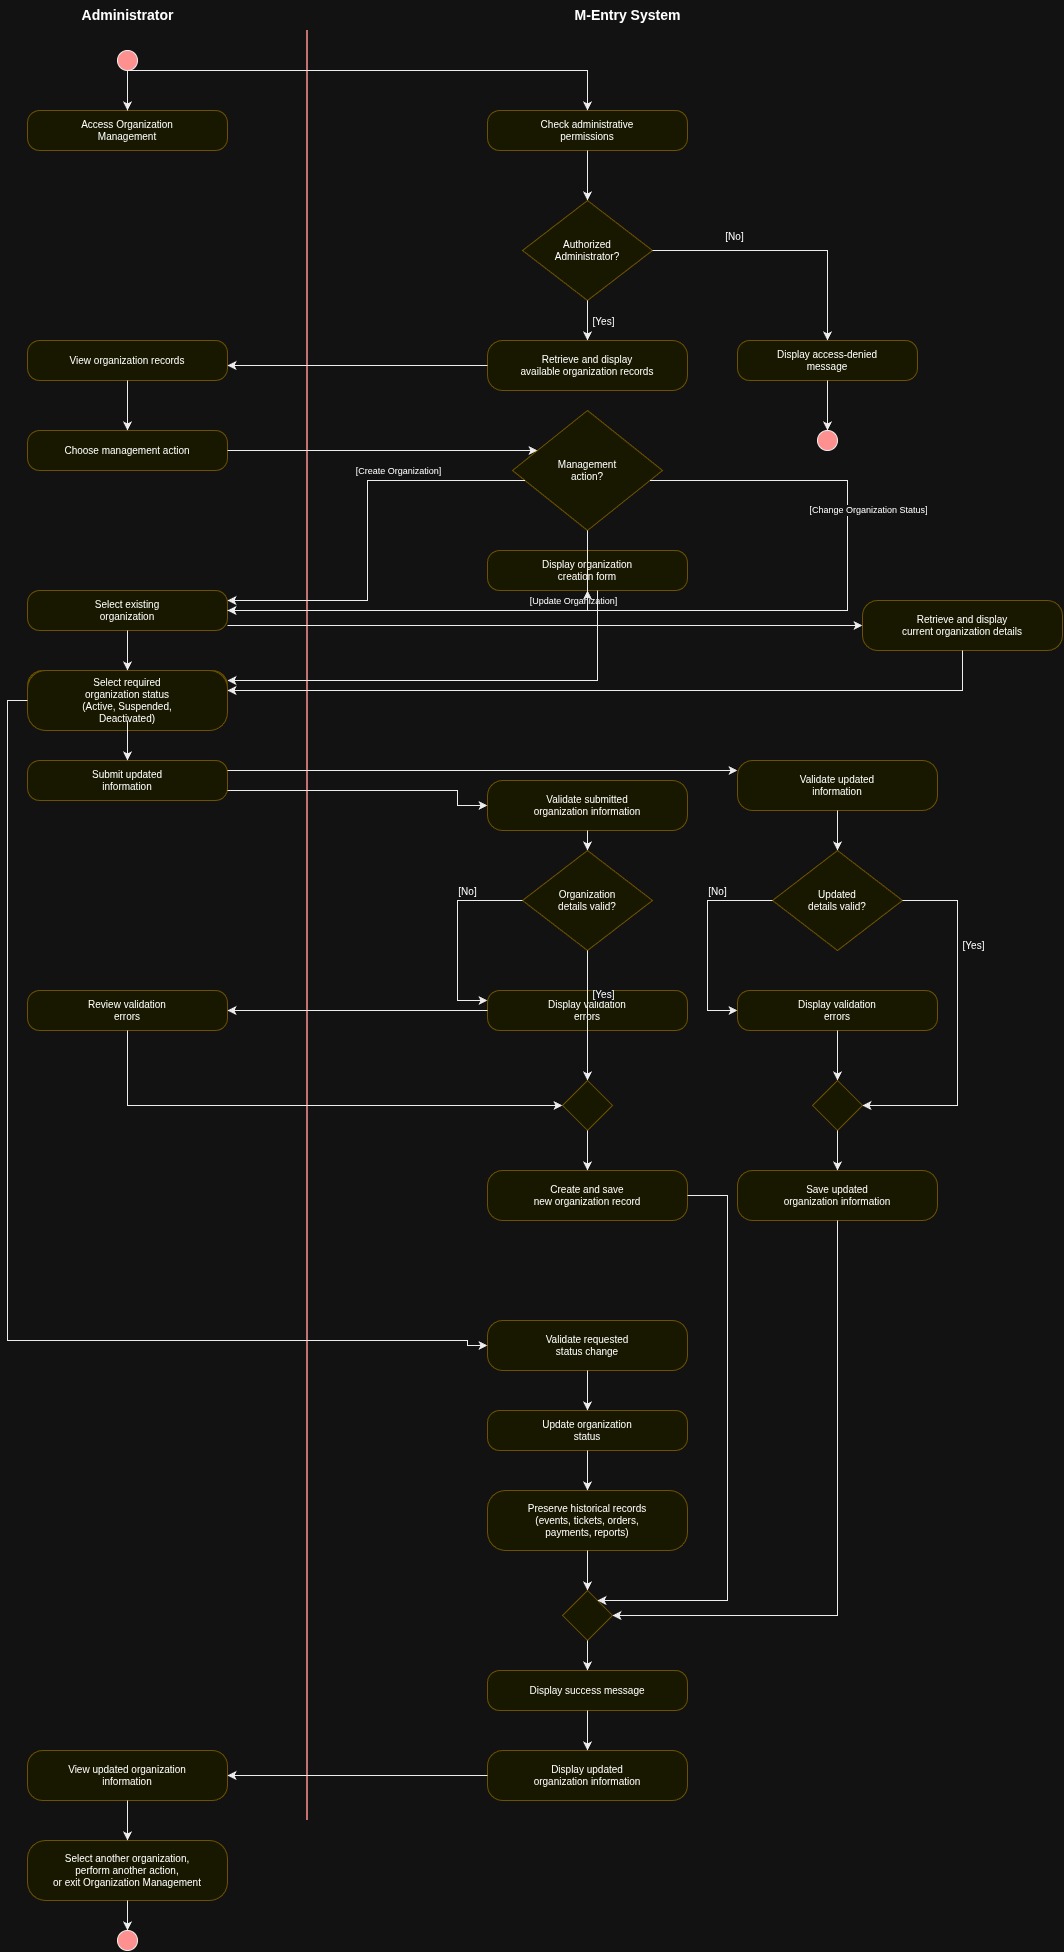 Administrator
M-Entry System
Access Organization
Management
Check administrative
permissions
Authorized
Administrator?
[No]
[Yes]
View organization records
Retrieve and display
available organization records
Display access-denied
message
Choose management action
Management
action?
[Create Organization]
[Change Organization Status]
Display organization
creation form
[Update Organization]
Select existing
organization
Retrieve and display
current organization details
Select required
organization status
(Active, Suspended,
Deactivated)
Submit updated
information
Validate submitted
organization information
Validate updated
information
[No]
Organization
details valid?
[No]
Updated
details valid?
[Yes]
Review validation
errors
[Yes]
Display validation
errors
Display validation
errors
Create and save
new organization record
Save updated
organization information
Validate requested
status change
Update organization
status
Preserve historical records
(events, tickets, orders,
payments, reports)
Display success message
View updated organization
information
Display updated
organization information
Select another organization,
perform another action,
or exit Organization Management